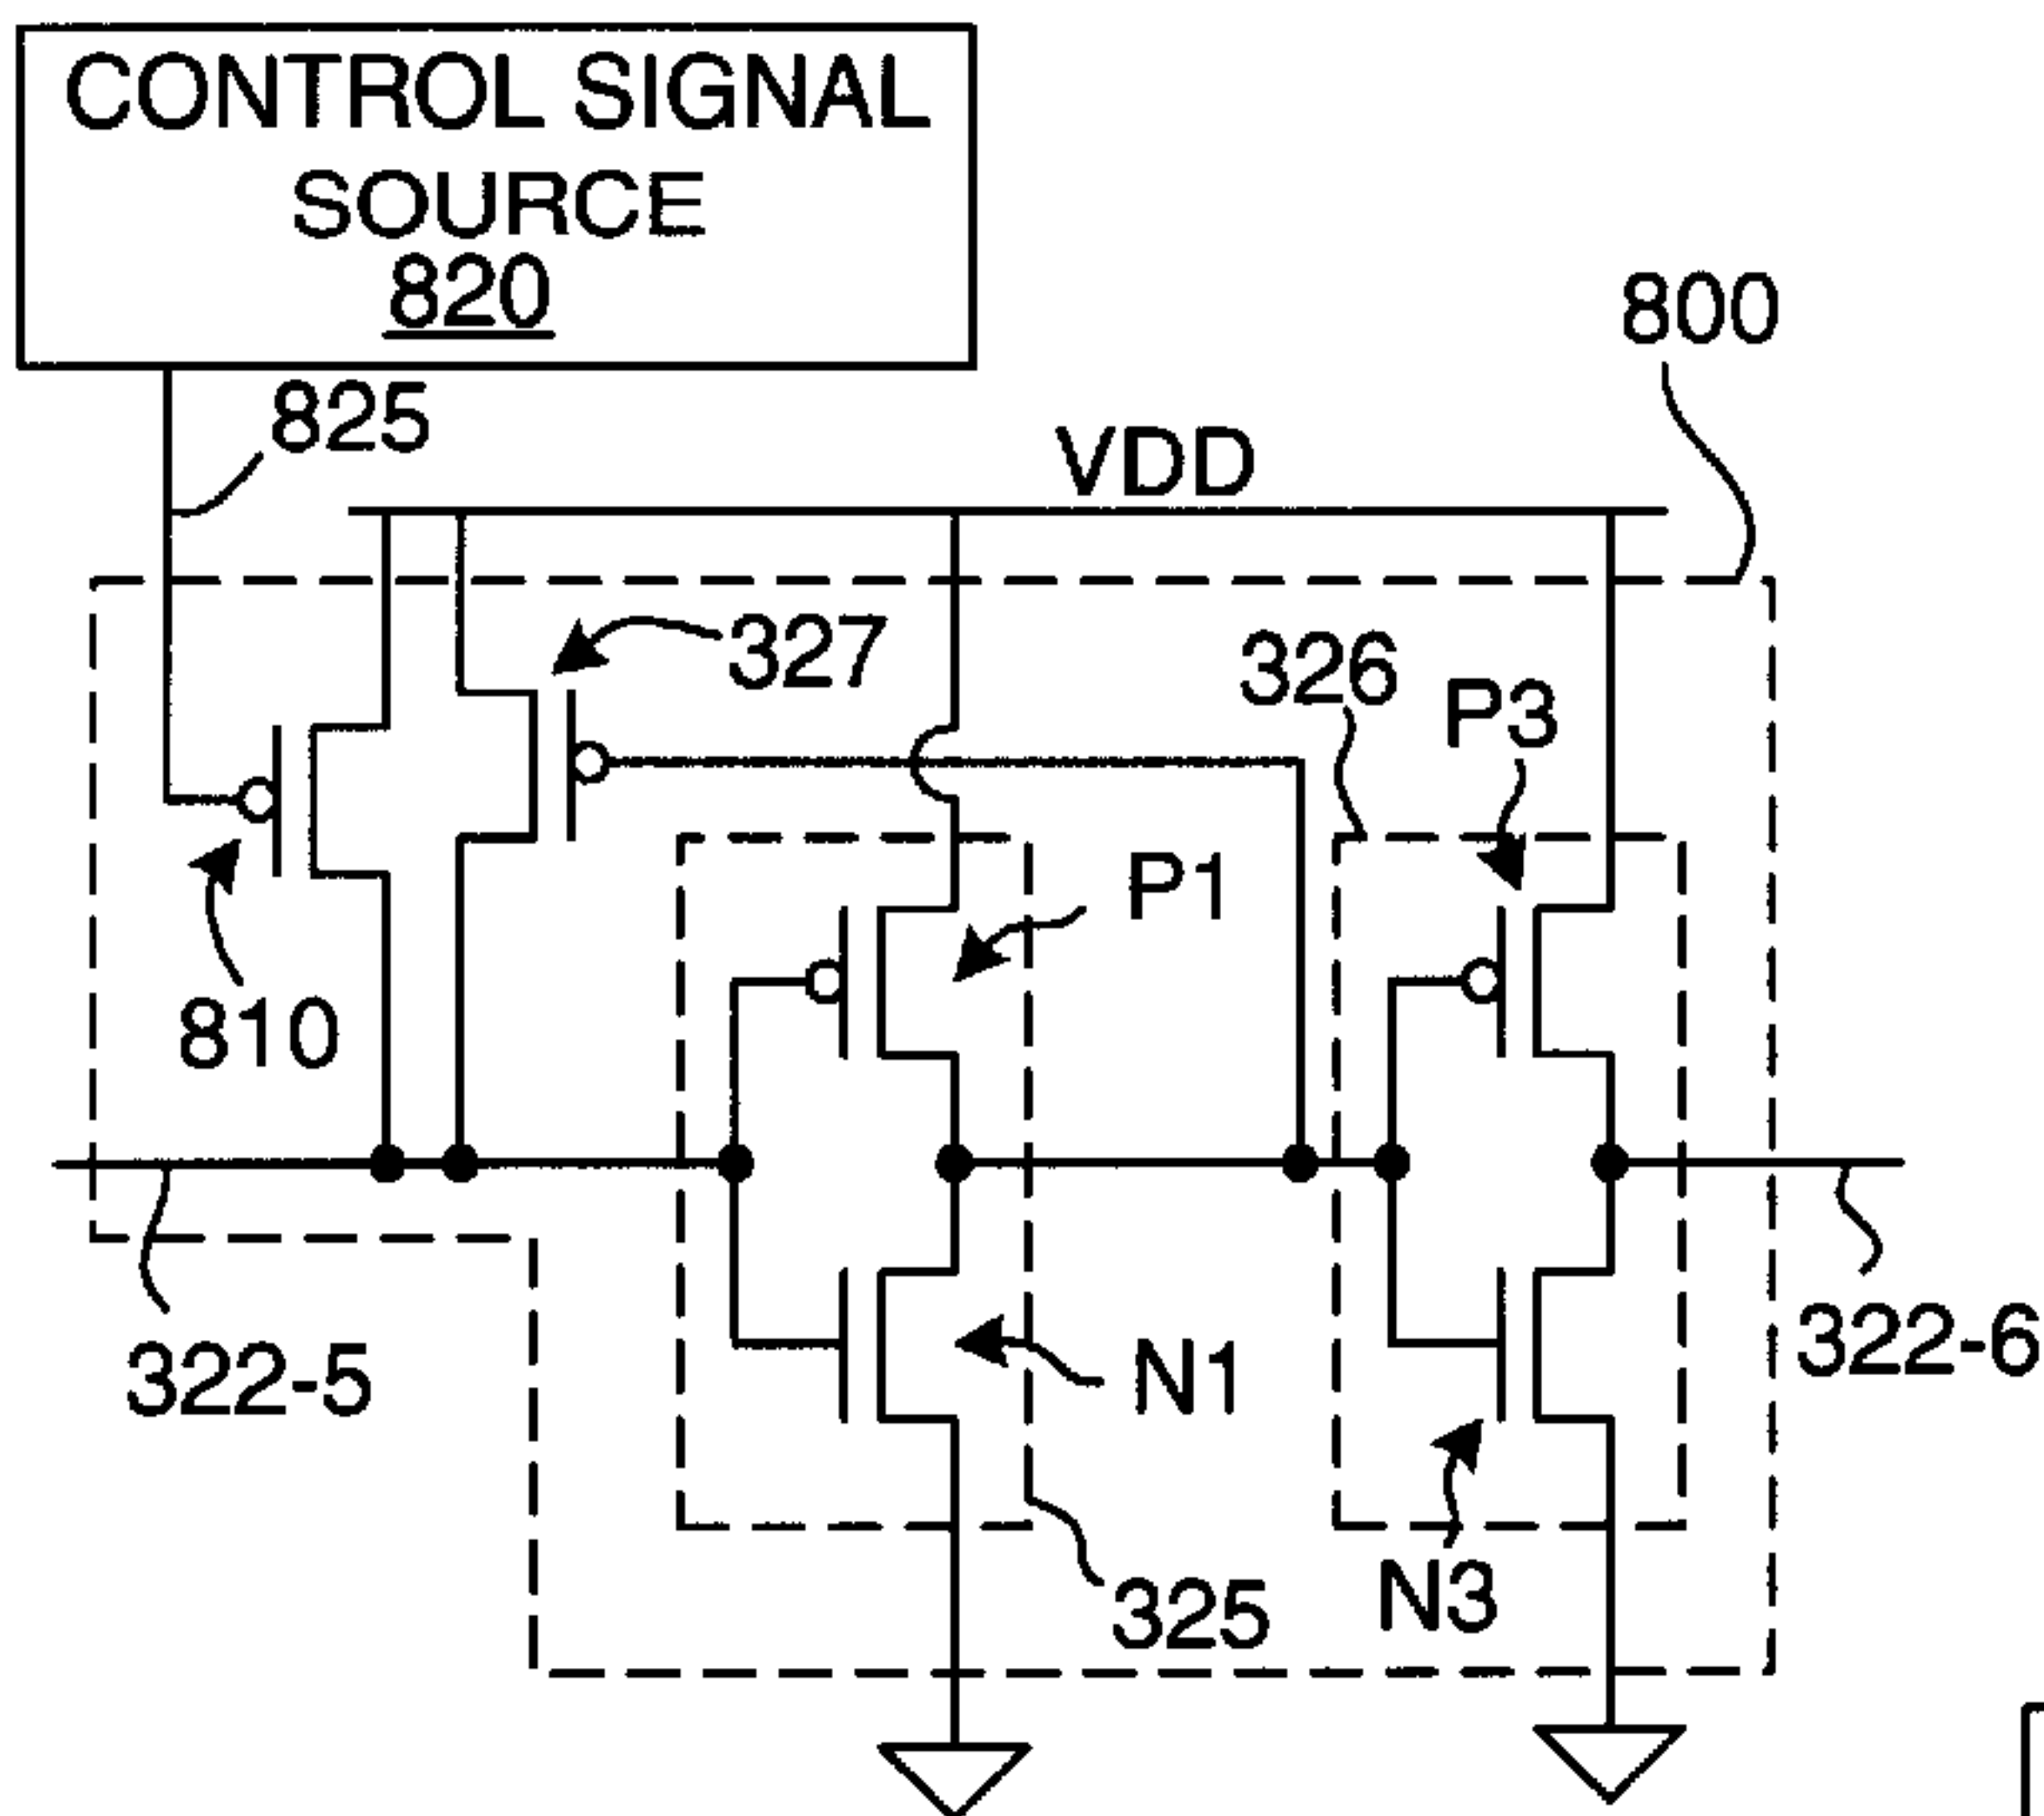 CONTROL SIGNAL
SOURCE
820
825
800
VDD
327
326
P3
P1
810
322-5
N1
322-6
325
N3